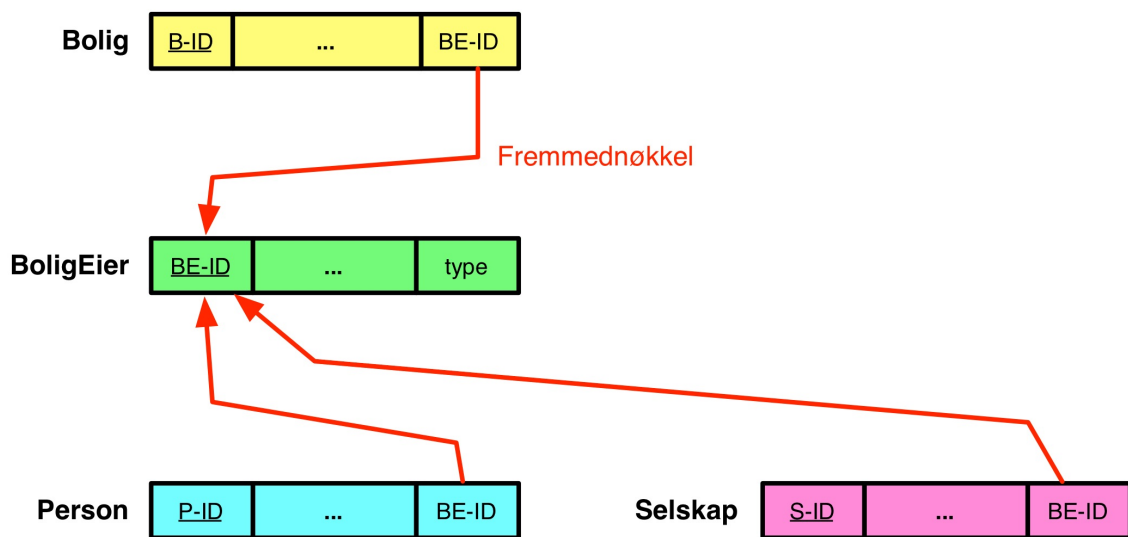 Bolig B-ID ... BE-ID
Fremmednøkkel
BoligEier BE-ID ... type
Person P-ID ... BE-ID
Selskap S-ID ... BE-ID